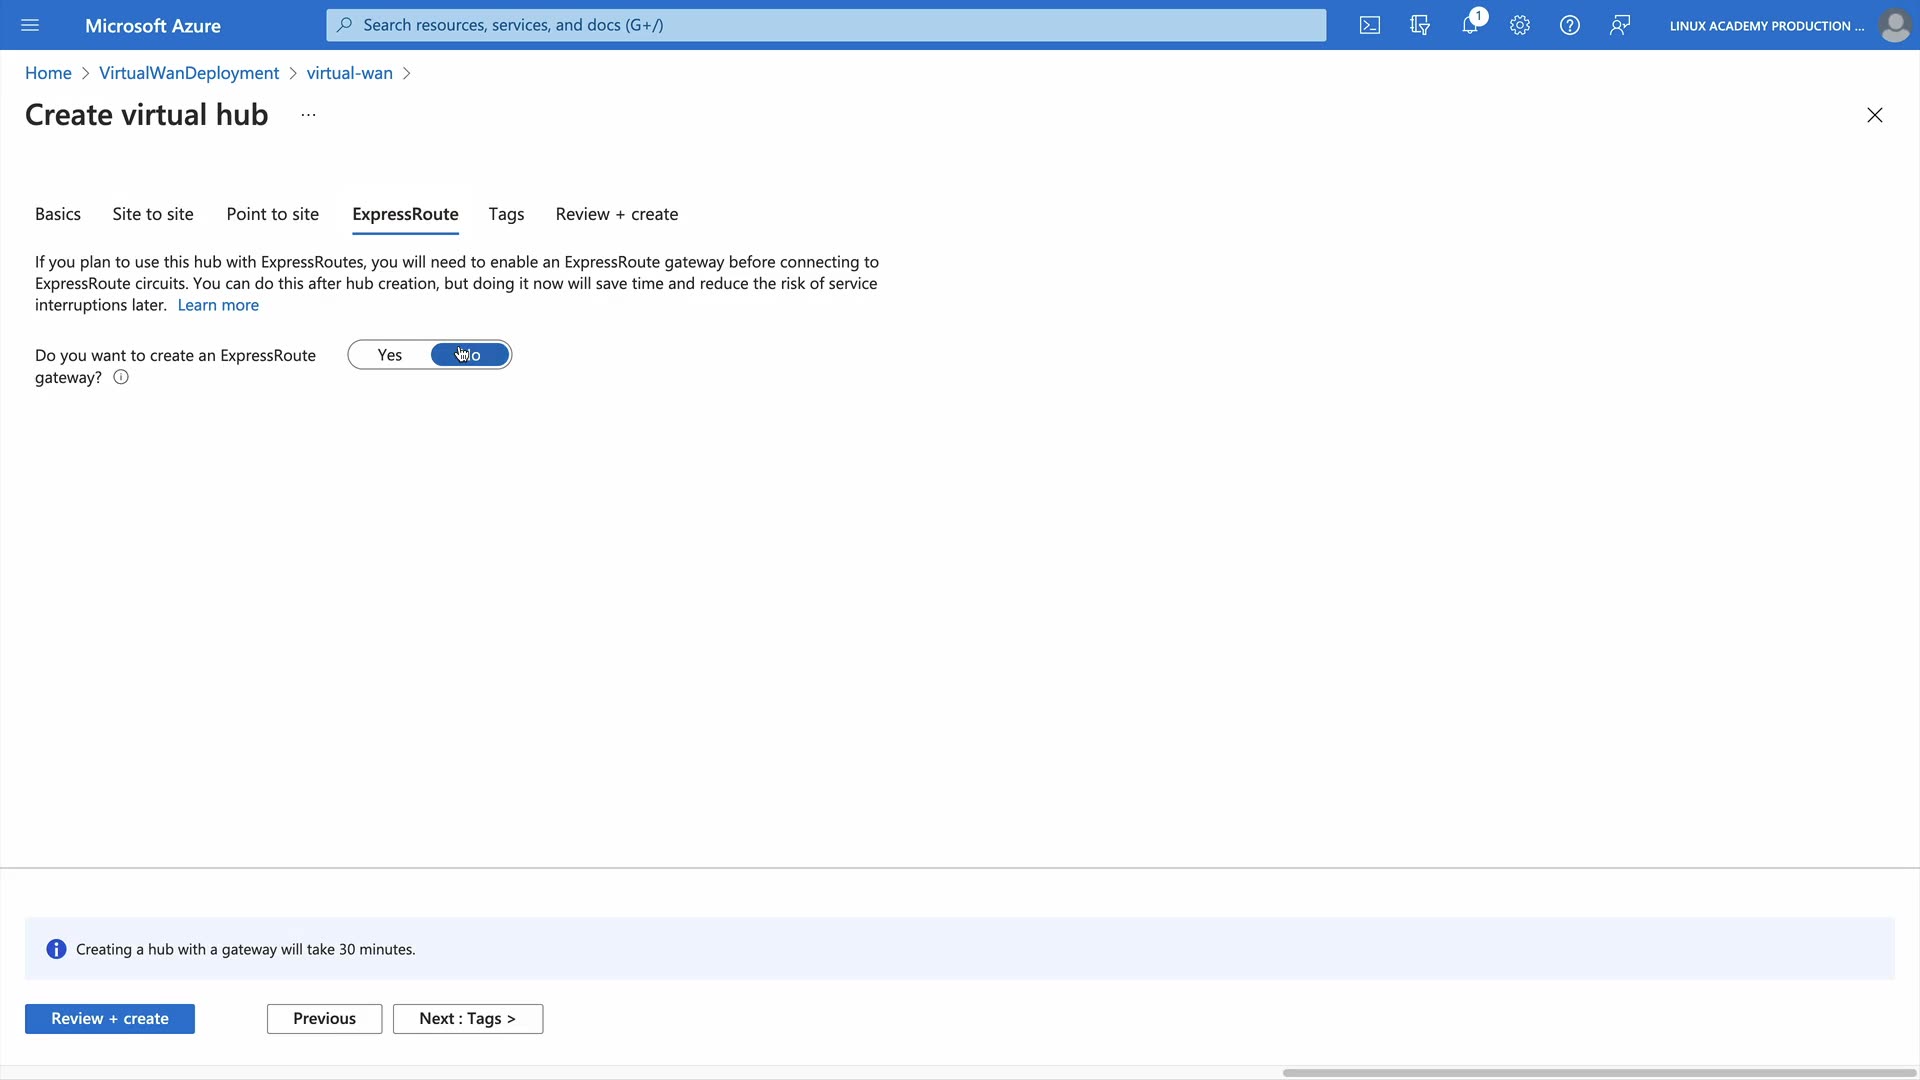 Microsoft Azure
Search resources, services, and docs (G+/)
1
LINUX ACADEMY PRODUCTION ...
Home > VirtualWanDeployment > virtual-wan >
Create virtual hub ...
Basics Site to site Point to site ExpressRoute Tags Review + create
If you plan to use this hub with ExpressRoutes, you will need to enable an ExpressRoute gateway before connecting to
ExpressRoute circuits. You can do this after hub creation, but doing it now will save time and reduce the risk of service
interruptions later. Learn more
Do you want to create an ExpressRoute
gateway?
Yes
Creating a hub with a gateway will take 30 minutes.
Review + create Previous Next : Tags >